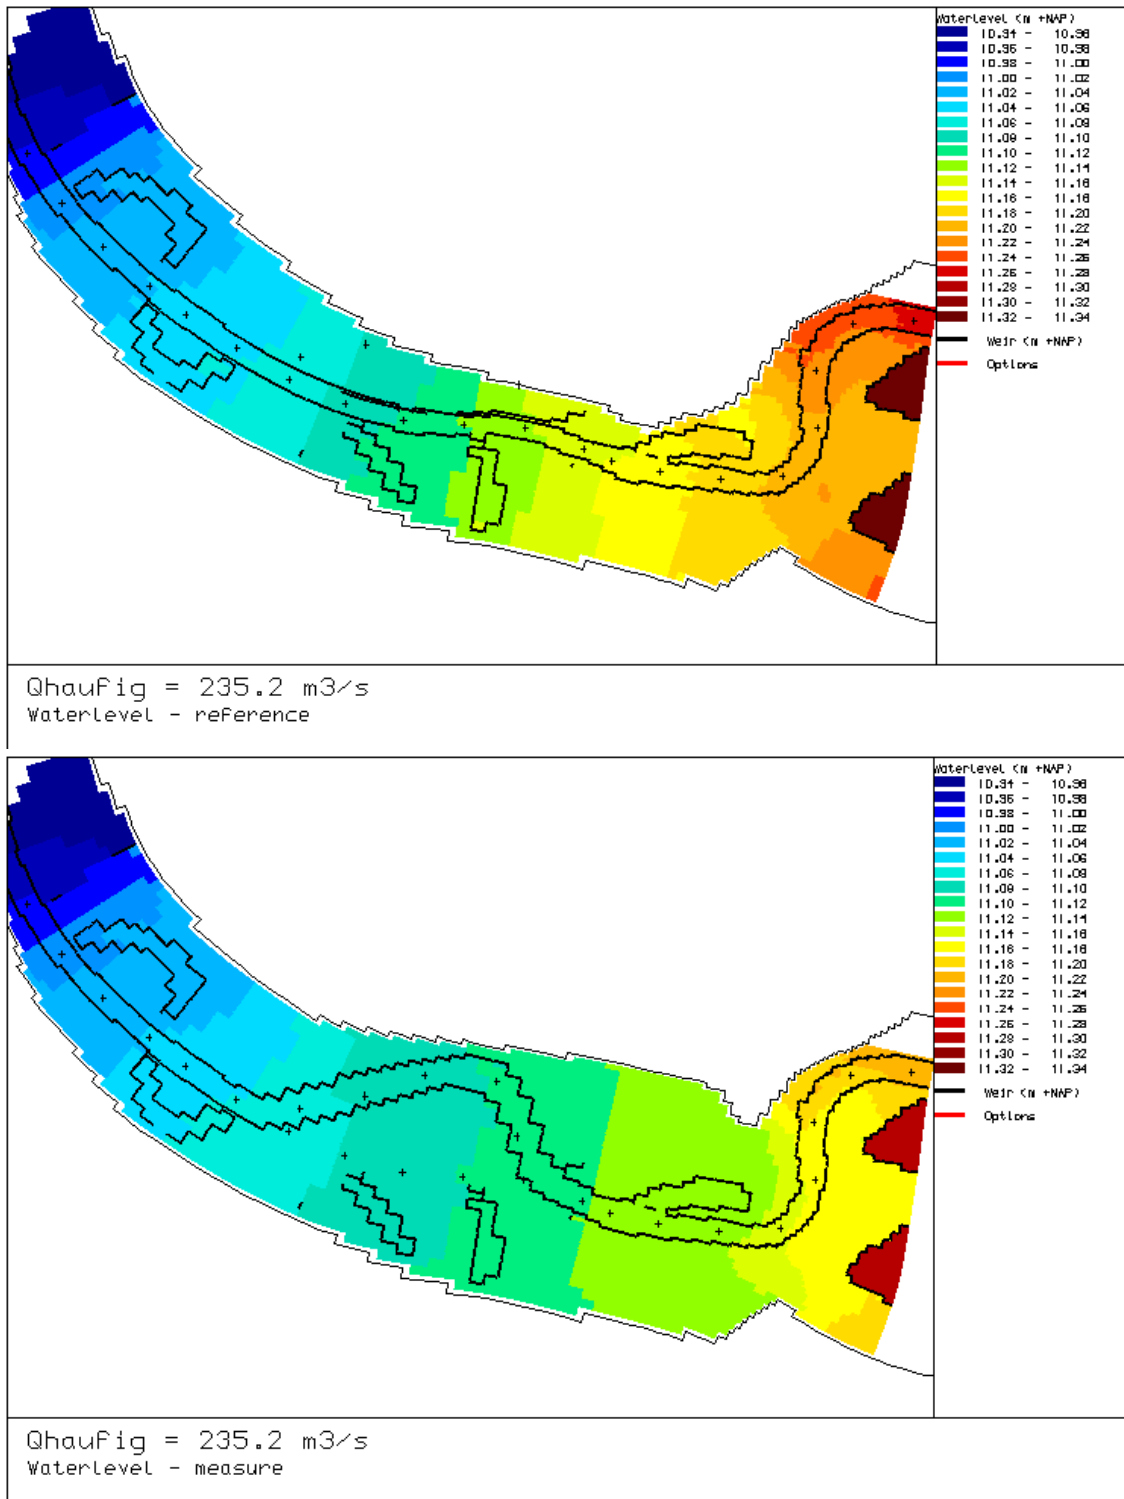 WaterLevel (m +NAP)
10.94 - 10.96
10.96 - 10.98
10.98 - 11.00
11.00 - 11.02
11.02 - 11.04
11.04 - 11.06
11.06 - 11.08
11.08 - 11.10
11.10 - 11.12
11.12 - 11.14
11.14 - 11.16
11.16 - 11.18
11.18 - 11.20
11.20 - 11.22
11.22 - 11.24
11.24 - 11.26
11.26 - 11.28
11.28 - 11.30
11.30 - 11.32
11.32 - 11.34
Weir (m +NAP)
Options
Qhaufig = 235.2 m3/s
Waterlevel - reference
WaterLevel (m +NAP)
10.94 - 10.96
10.96 - 10.98
10.98 - 11.00
11.00 - 11.02
11.02 - 11.04
11.04 - 11.06
11.06 - 11.08
11.08 - 11.10
11.10 - 11.12
11.12 - 11.14
11.14 - 11.16
11.16 - 11.18
11.18 - 11.20
11.20 - 11.22
11.22 - 11.24
11.24 - 11.26
11.26 - 11.28
11.28 - 11.30
11.30 - 11.32
11.32 - 11.34
Weir (m +NAP)
Options
Qhaufig = 235.2 m3/s
Waterlevel - measure